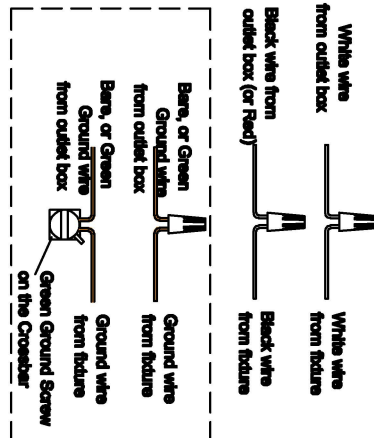 White wire
from outlet box
White wire
from fixture
Black wire from
outlet box (or Red)
Black wire
from fixture
Bare, or Green
Ground wire
from outlet box
Ground wire
from fixture
Bare, or Green
Ground wire
from outlet box
Ground wire
from fixture
Green Ground Screw
on the Crossbar